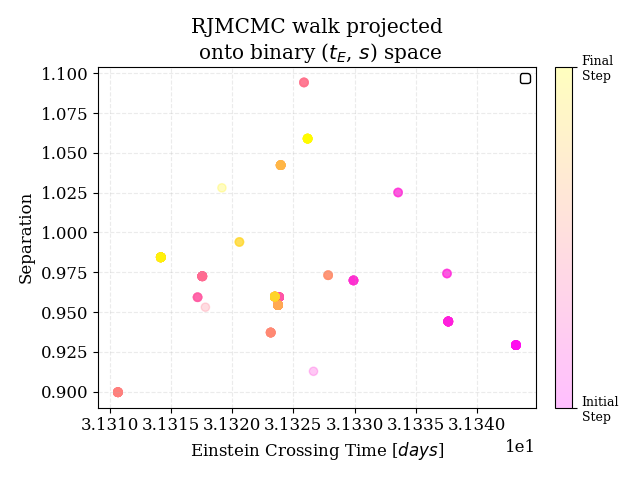 RJMCMC walk projected
onto binary (t_E, s) space
Final
Step
1.100
1.075
1.050
1.025
1.000
0.975
0.950
0.925
0.900
Separation
Initial
Step
3.1310 3.1315 3.1320 3.1325 3.1330 3.1335 3.1340
1e1
Einstein Crossing Time [days]